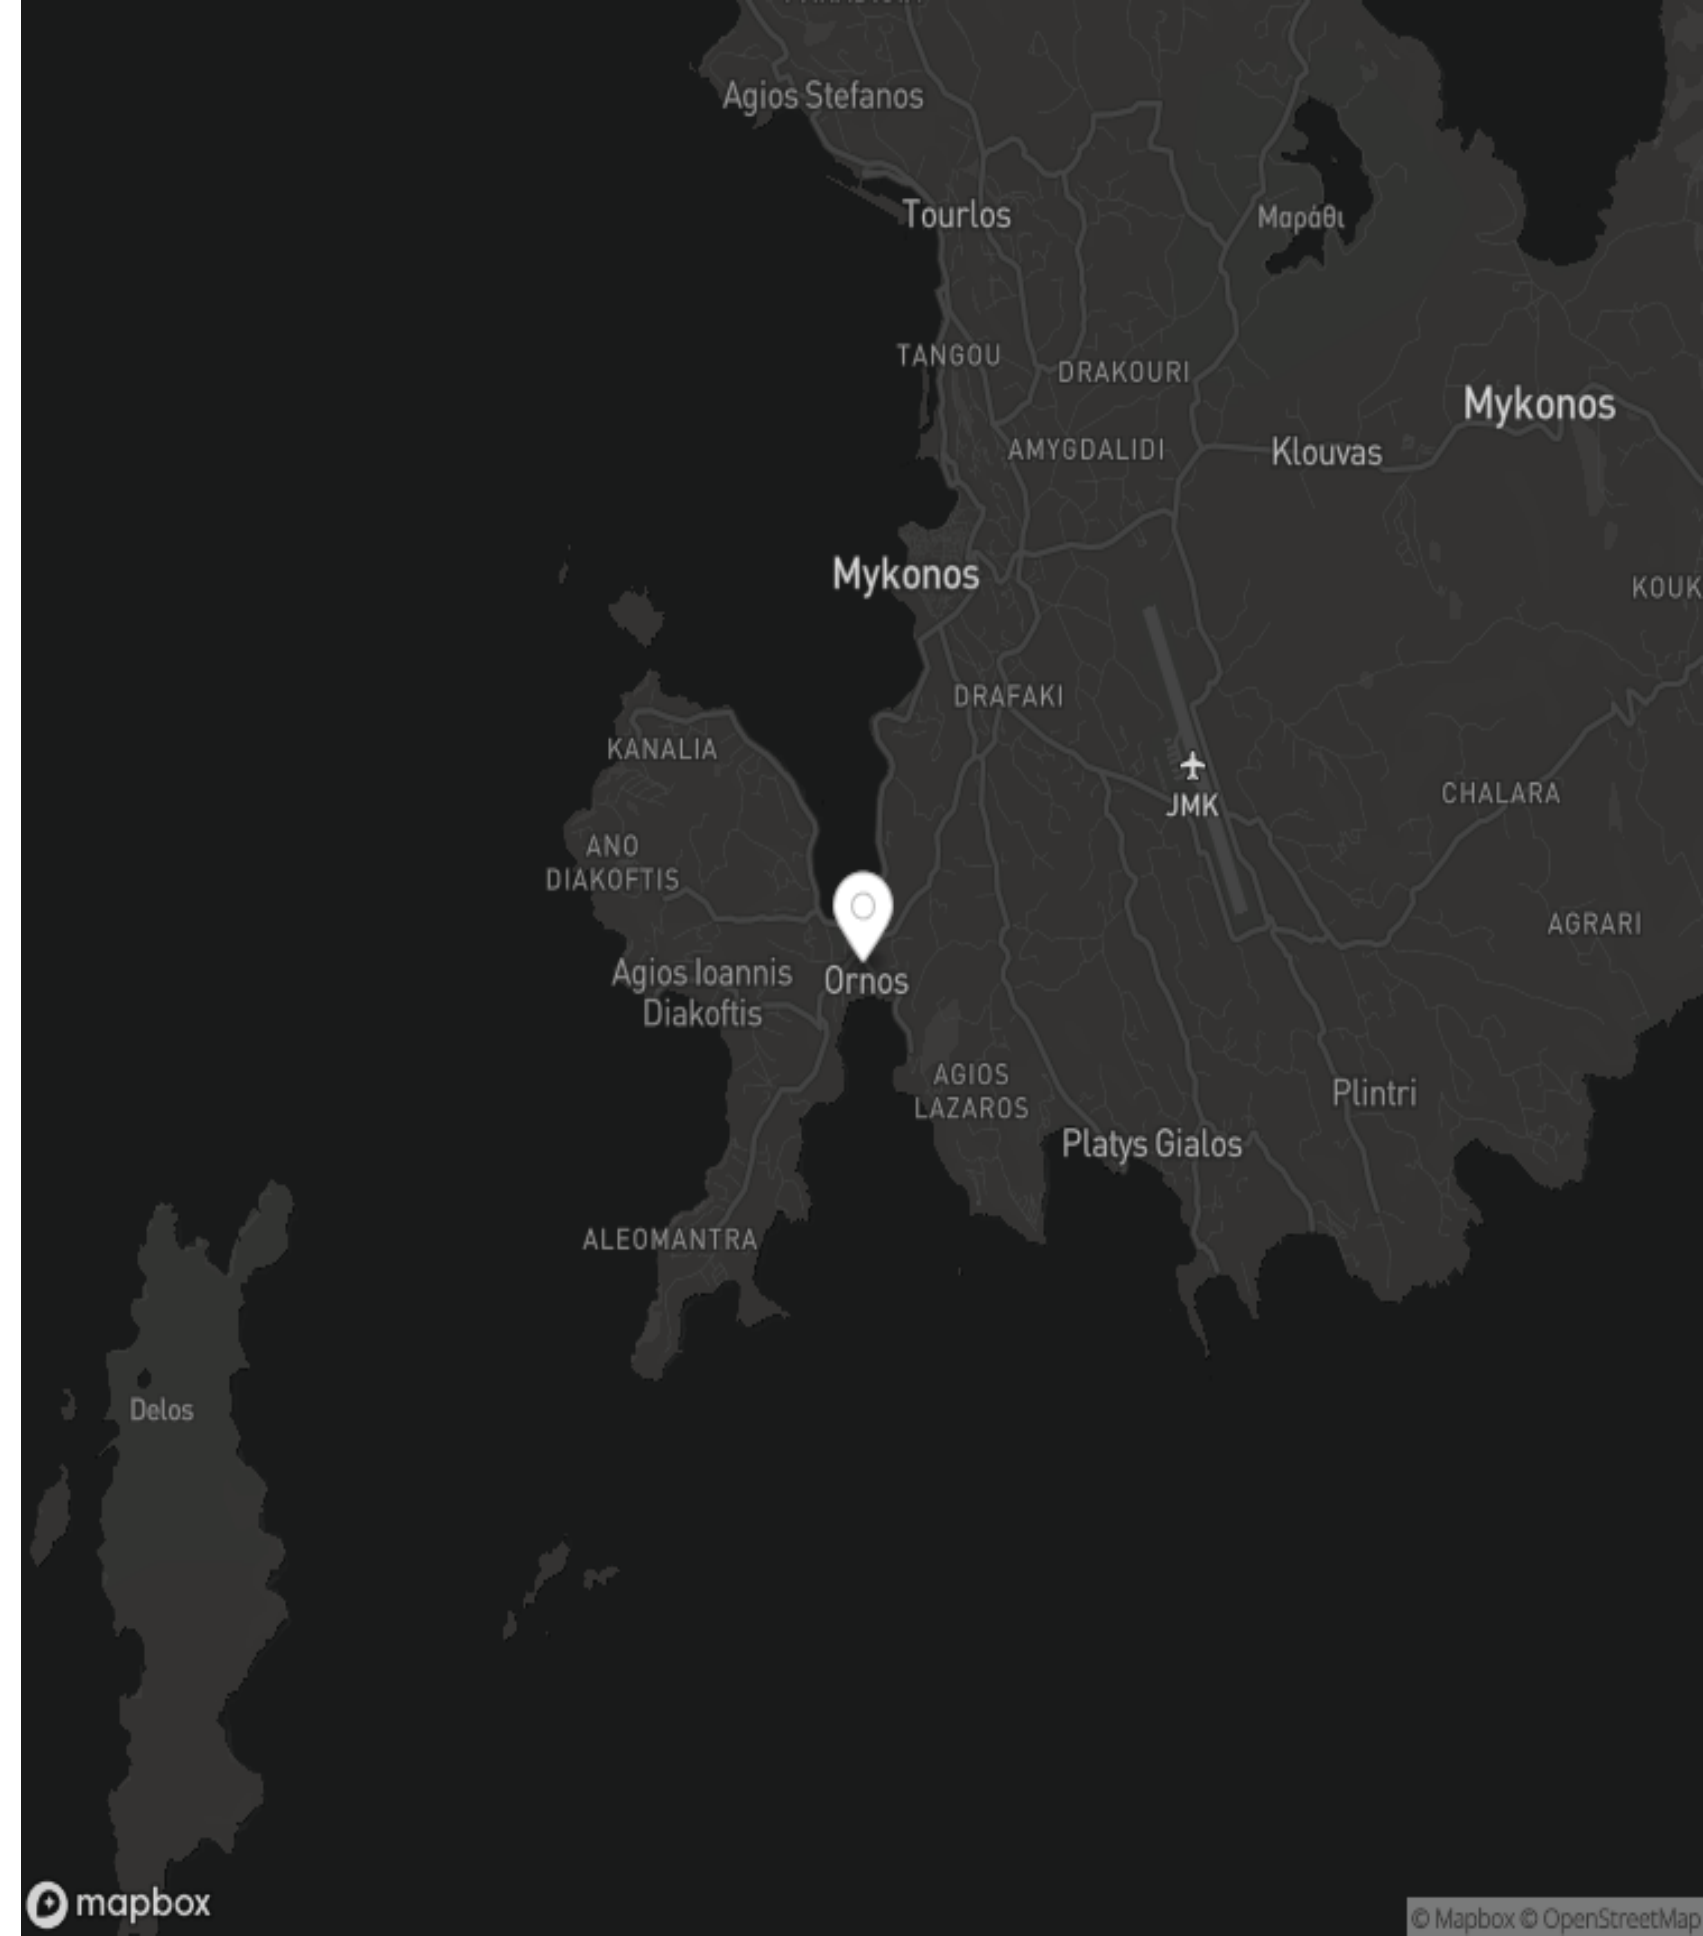 Agios Stefanos
Tourlos
Μαράθι
TANGOU
DRAKOURI
Mykonos
AMYGDALIDI
Klouvas
Mykonos
KOUK
DRAFAKI
KANALIA
JMK
CHALARA
ANO
DIAKOFTIS
AGRARI
Agios Ioannis
Diakoftis
Ornos
AGIOS
LAZAROS
Plintri
Platys Gialos
ALEOMANTRA
Delos
mapbox
© Mapbox © OpenStreetMap